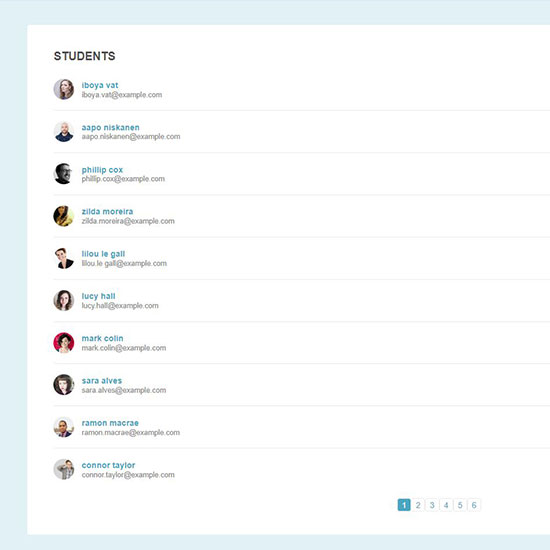 STUDENTS
iboya vat
iboya.vat@example.com
aapo niskanen
aapo.niskanen@example.com
phillip cox
phillip.cox@example.com
zilda moreira
zilda.moreira@example.com
lilou le gall
lilou.le gall@example.com
lucy hall
lucy.hall@example.com
mark colin
mark.colin@example.com
sara alves
sara.alves@example.com
ramon macrae
ramon.macrae@example.com
connor taylor
connor.taylor@example.com
1 2 3 4 5 6